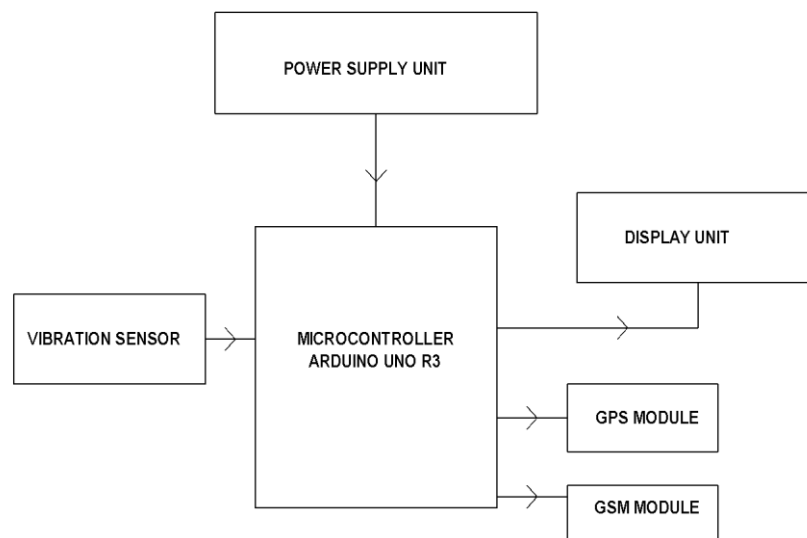 POWER SUPPLY UNIT
DISPLAY UNIT
VIBRATION SENSOR
MICROCONTROLLER
ARDUINO UNO R3
GPS MODULE
GSM MODULE